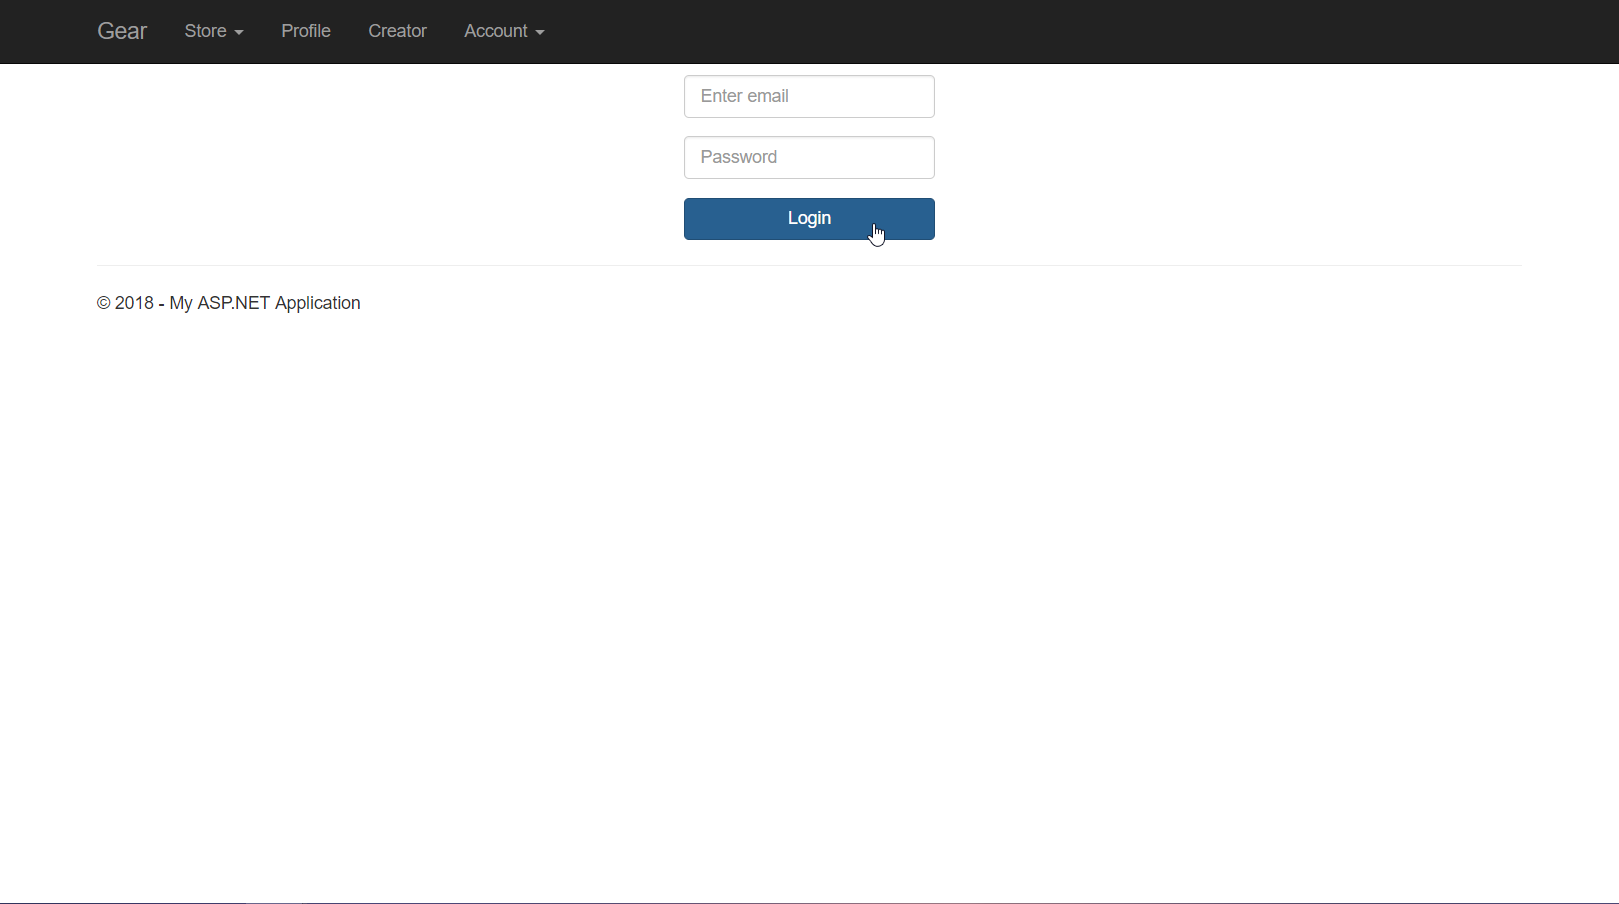 Gear Store Profile Creator Account
Enter email
Password
Login
© 2018 - My ASP.NET Application